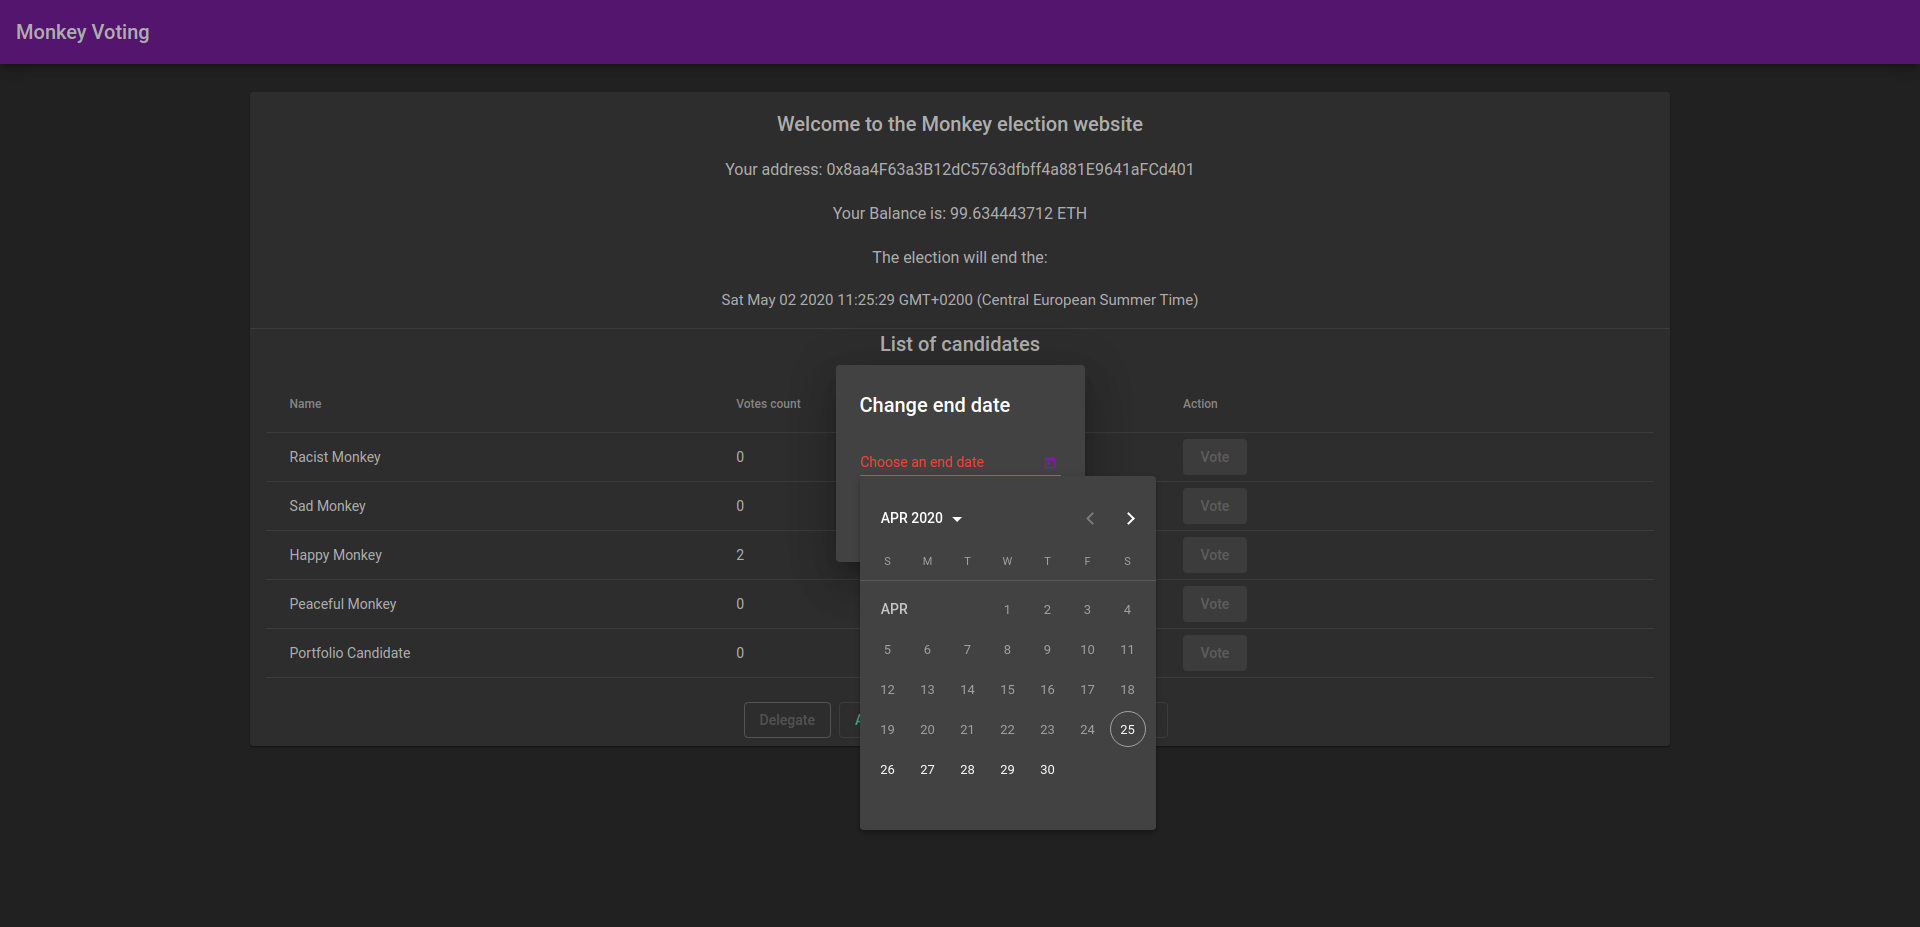 Monkey Voting
Welcome to the Monkey election website
Your address: 0x8aa4F63a3B12dC5763dfbff4a881E9641aFCd401
Your Balance is: 99.634443712 ETH
The election will end the:
Sat May 02 2020 11:25:29 GMT+0200 (Central European Summer Time)
List of candidates
Name Votes count Action
Racist Monkey 0 Vote
Sad Monkey 0 Vote
Happy Monkey 2 Vote
Peaceful Monkey 0 Vote
Portfolio Candidate 0 Vote
Delegate A
Change end date
Choose an end date
APR 2020
S M T W T F S
APR 1 2 3 4
5 6 7 8 9 10 11
12 13 14 15 16 17 18
19 20 21 22 23 24 25
26 27 28 29 30